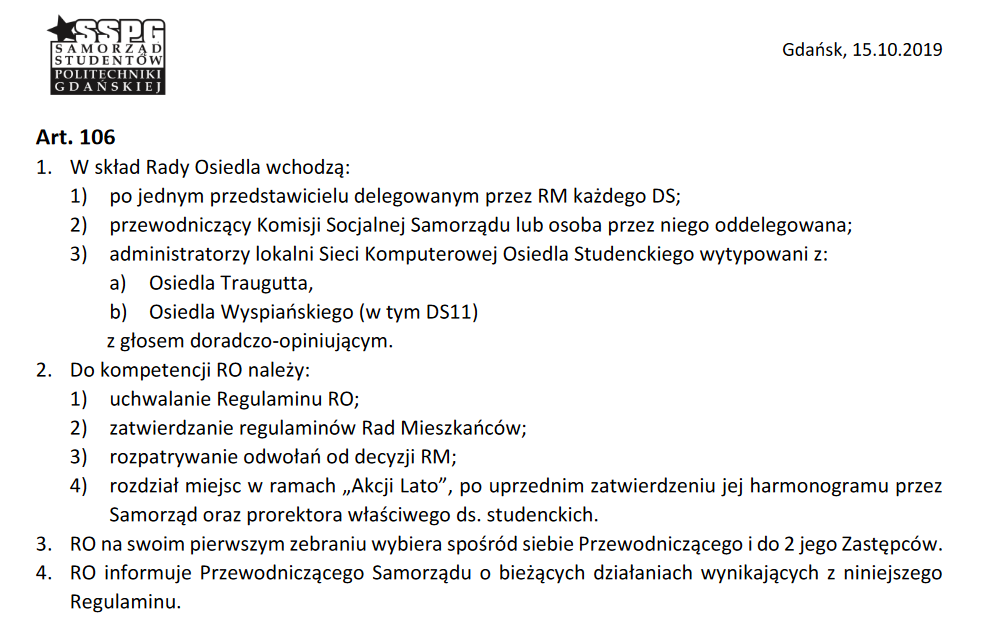 SSPG
SAMORZĄD
STUDENTÓW
POLITECHNIKI
GDAŃSKIEJ
Gdańsk, 15.10.2019
Art. 106
1. W skład Rady Osiedla wchodzą:
1) po jednym przedstawicielu delegowanym przez RM każdego DS;
2) przewodniczący Komisji Socjalnej Samorządu lub osoba przez niego oddelegowana;
3) administratorzy lokalni Sieci Komputerowej Osiedla Studenckiego wytypowani z:
a) Osiedla Traugutta,
b) Osiedla Wyspiańskiego (w tym DS11)
z głosem doradczo-opiniującym.
2. Do kompetencji RO należy:
1) uchwalanie Regulaminu RO;
2) zatwierdzanie regulaminów Rad Mieszkańców;
3) rozpatrywanie odwołań od decyzji RM;
4) rozdział miejsc w ramach „Akcji Lato”, po uprzednim zatwierdzeniu jej harmonogramu przez
Samorząd oraz prorektora właściwego ds. studenckich.
3. RO na swoim pierwszym zebraniu wybiera spośród siebie Przewodniczącego i do 2 jego Zastępców.
4. RO informuje Przewodniczącego Samorządu o bieżących działaniach wynikających z niniejszego
Regulaminu.